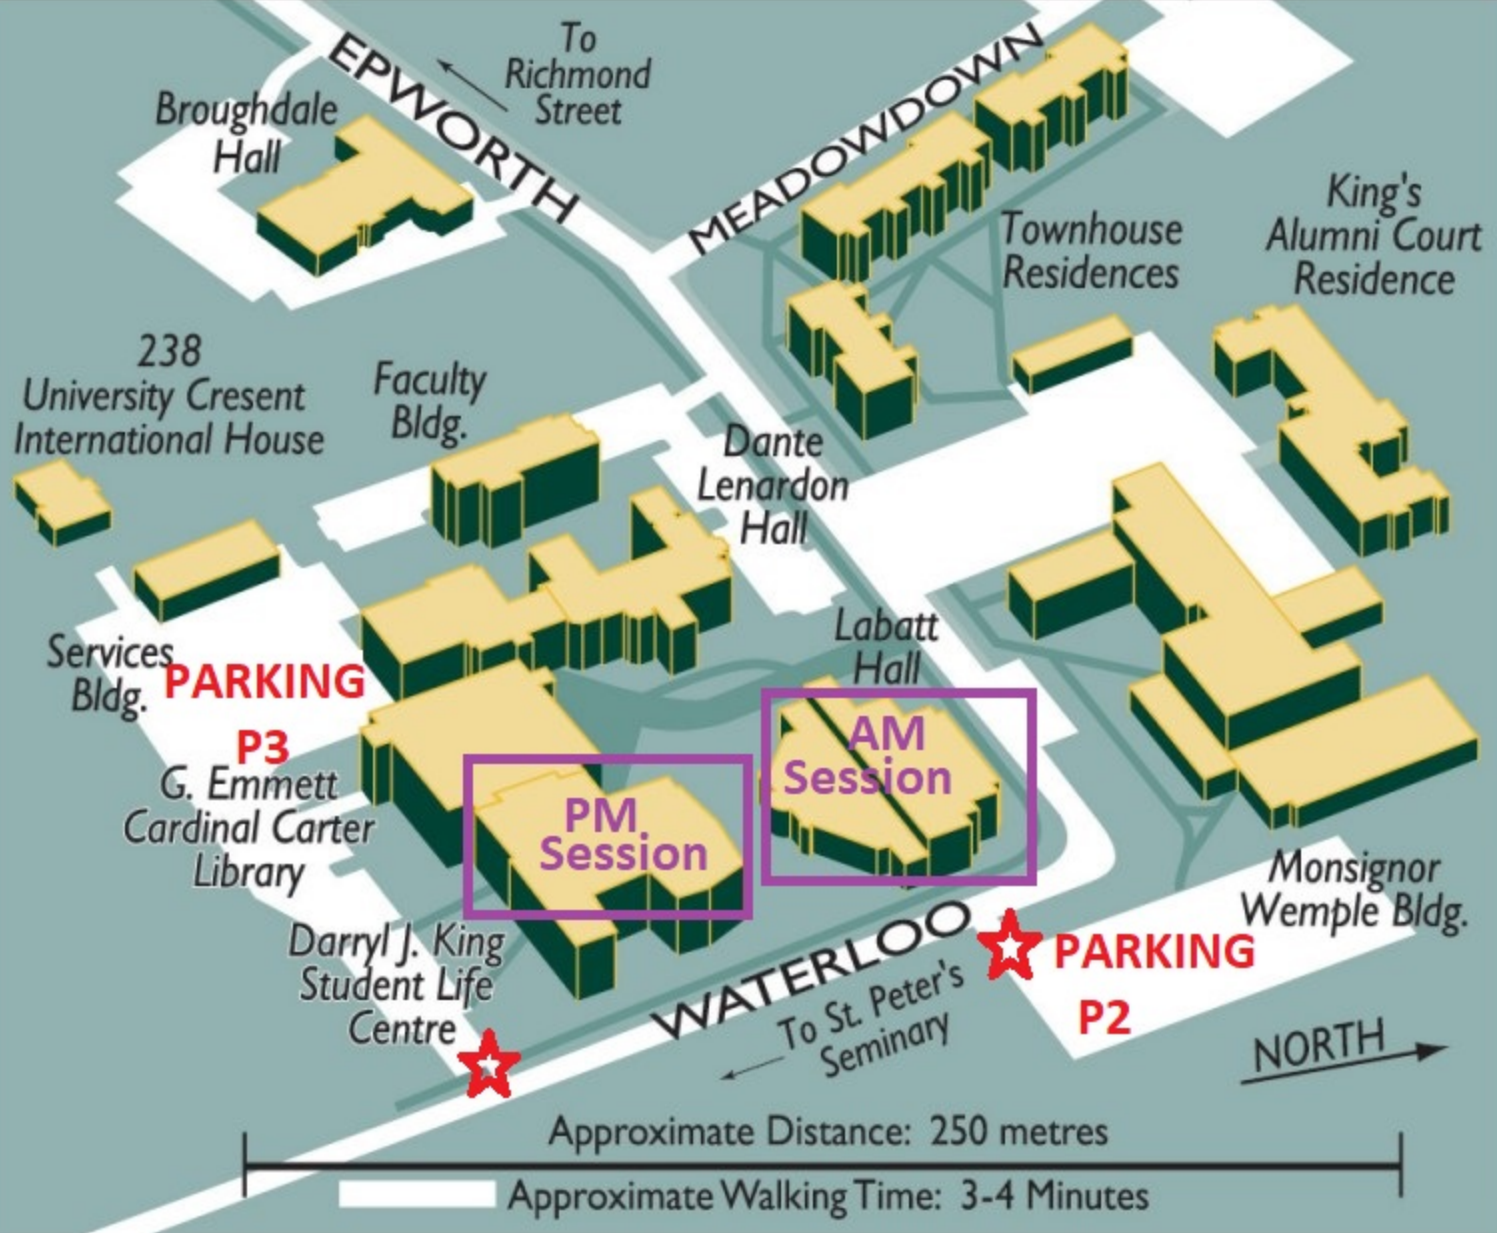 To
Richmond
Street
EPWORTH
MEADOWDOWN
Broughdale
Hall
Townhouse
Residences
King's
Alumni Court
Residence
238
University Cresent
International House
Faculty
Bldg.
Dante
Lenardon
Hall
Labatt
Hall
Services
Bldg.
PARKING
P3
AM
Session
G. Emmett
Cardinal Carter
Library
PM
Session
Monsignor
Wemple Bldg.
Darryl J. King
Student Life
Centre
WATERLOO
PARKING
P2
To St. Peter's
Seminary
NORTH
Approximate Distance: 250 metres
Approximate Walking Time: 3-4 Minutes